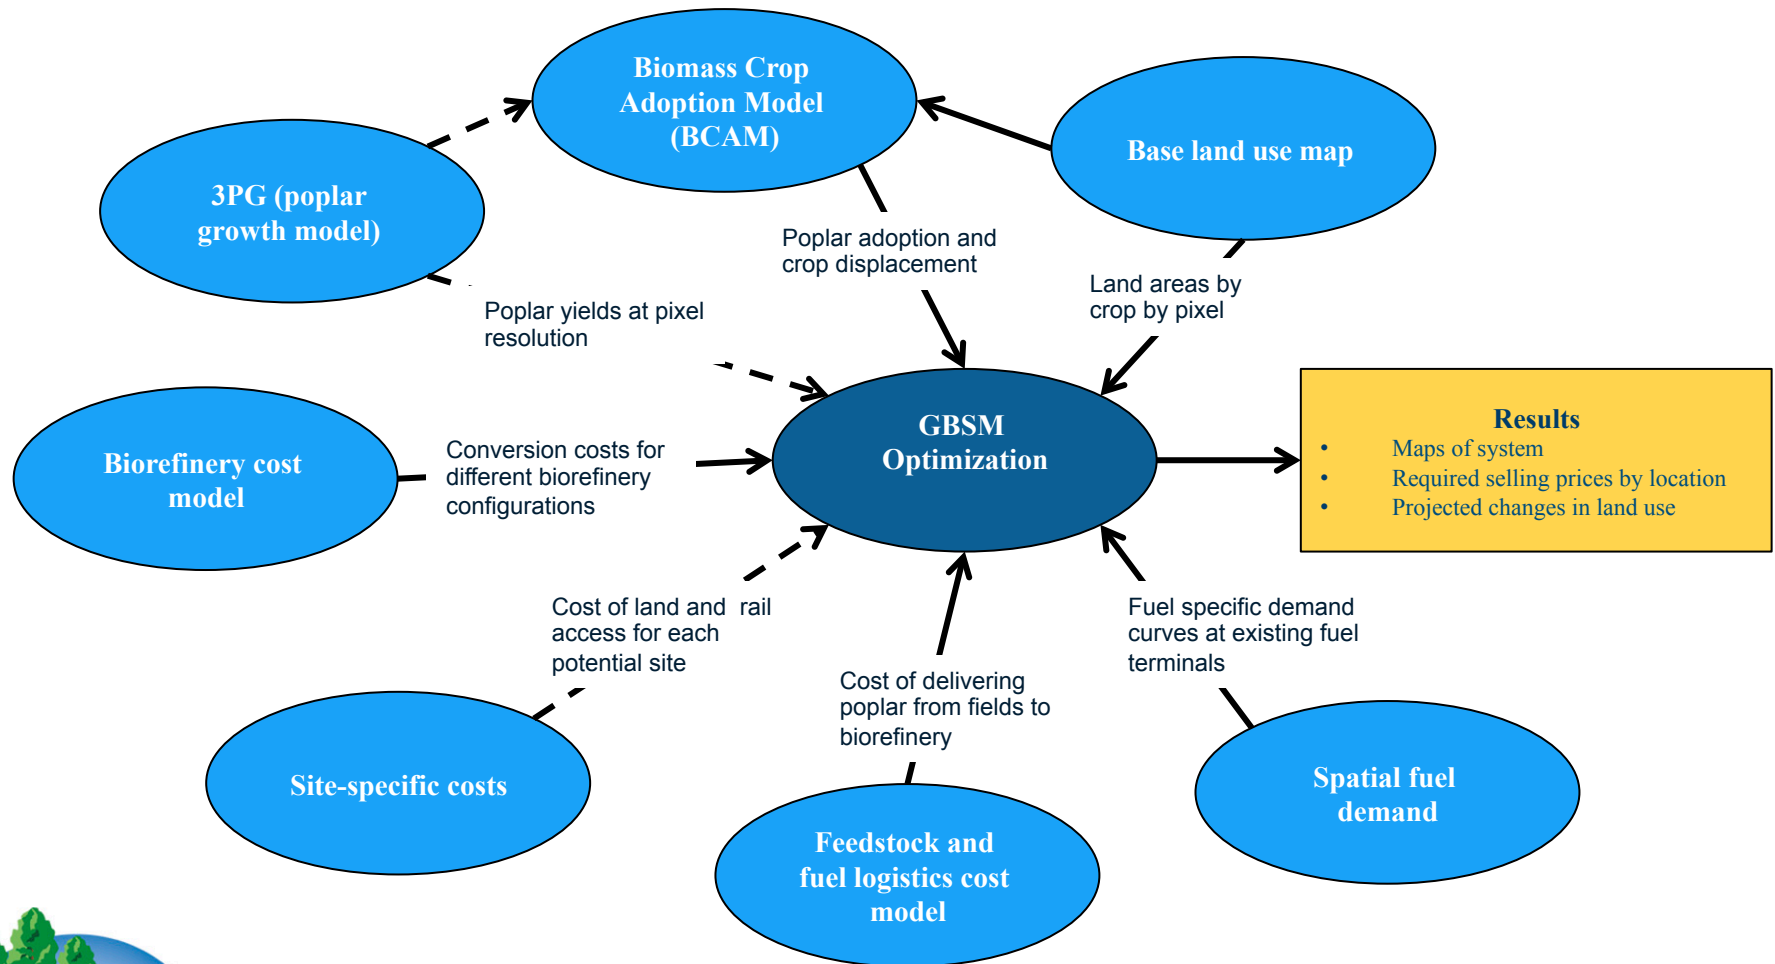 Biomass Crop
Adoption Model
(BCAM)
Base land use map
3PG (poplar
growth model)
Poplar adoption and
crop displacement
Land areas by
crop by pixel
Poplar yields at pixel
resolution
GBSM
Optimization
Results
• Maps of system
• Required selling prices by location
• Projected changes in land use
Biorefinery cost
model
Conversion costs for
different biorefinery
configurations
Cost of land and rail
access for each
potential site
Fuel specific demand
curves at existing fuel
terminals
Cost of delivering
poplar from fields to
biorefinery
Site-specific costs
Spatial fuel
demand
Feedstock and
fuel logistics cost
model